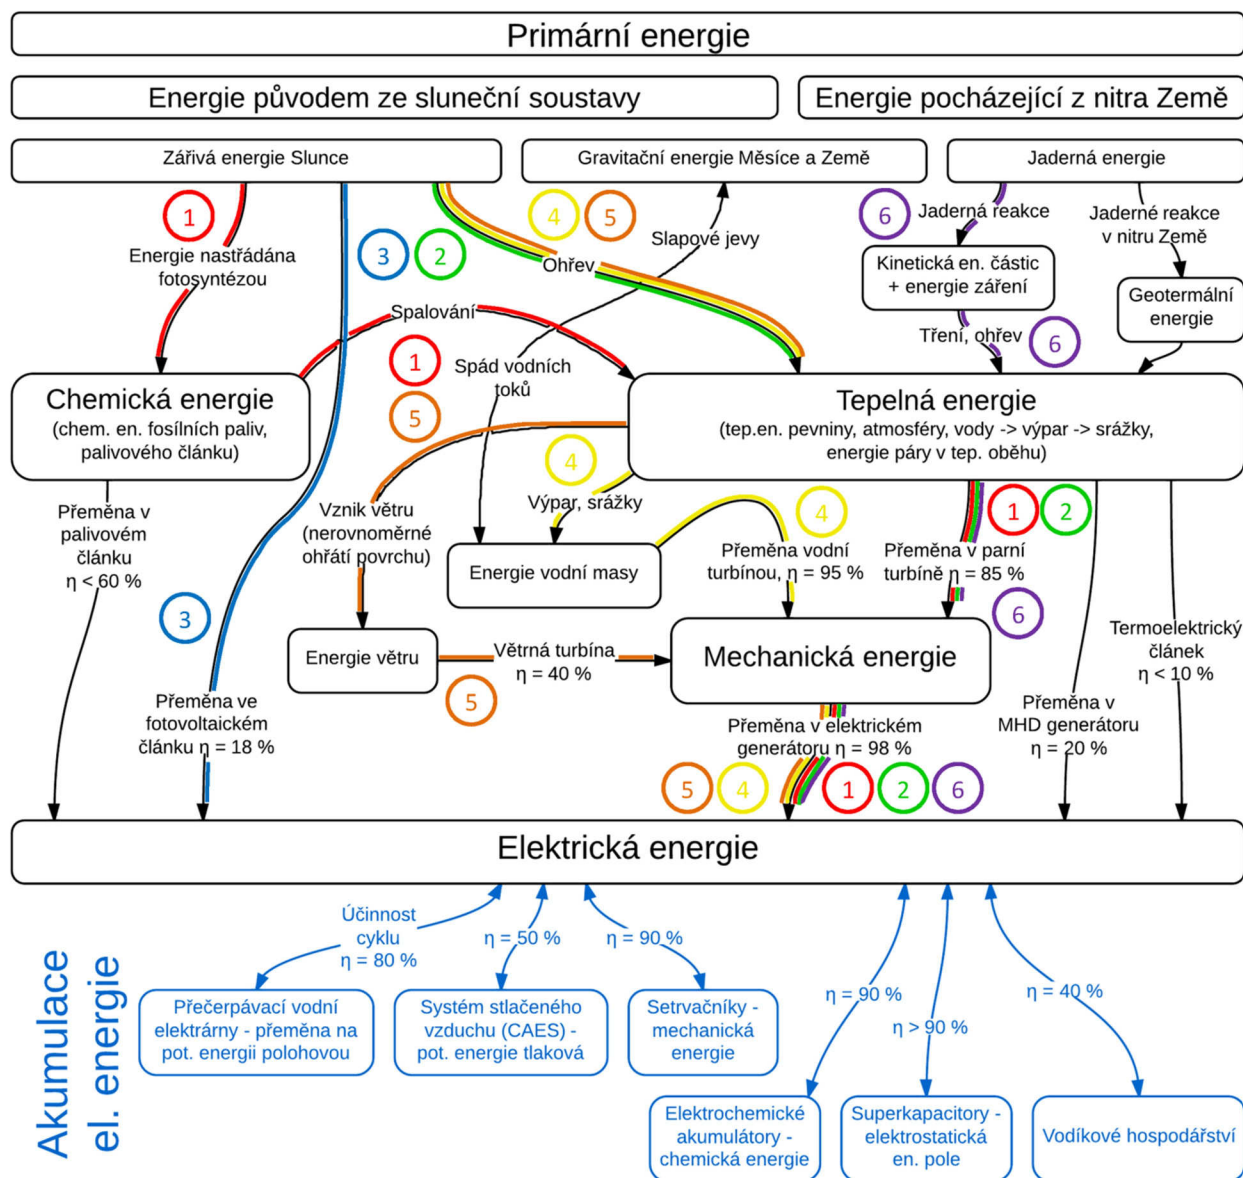 Primární energie
Energie původem ze sluneční soustavy
Energie pocházející z nitra Země
Zářivá energie Slunce
Gravitační energie Měsíce a Země
Jaderná energie
1
Energie nastřádána
fotosyntézou
3
2
4
5
Ohřev
Slapové jevy
6
Jaderná reakce
Jaderné reakce
v nitru Země
Kinetická en. částic
+ energie záření
Geotermální
energie
Tření, ohřev
6
Spalování
1
5
Spád vodních
toků
Chemická energie
(chem. en. fosílních paliv,
palivového článku)
Tepelná energie
(tep.en. pevniny, atmosféry, vody -> výpar -> srážky,
energie páry v tep. oběhu)
4
Výpar, srážky
Vznik větru
(nerovnoměrné
ohřátí povrchu)
Přeměna v
palivovém
článku
η < 60 %
4
1
2
Přeměna vodní
turbínou, η = 95 %
Přeměna v parní
turbíně η = 85 %
Energie vodní masy
3
6
Energie větru
Větrná turbína
η = 40 %
5
Mechanická energie
Termoelektrický
článek
η < 10 %
Přeměna ve
fotovoltaickém
článku η = 18 %
Přeměna v elektrickém
generátoru η = 98 %
Přeměna v
MHD generátoru
η = 20 %
5
4
1
2
6
Elektrická energie
Akumulace
el. energie
Účinnost
cyklu
η = 80 %
η = 50 %
η = 90 %
η = 90 %
η > 90 %
η = 40 %
Přečerpávací vodní
elektrárny - přeměna na
pot. energii polohovou
Systém stlačeného
vzduchu (CAES) -
pot. energie tlaková
Setrvačníky -
mechanická
energie
Elektrochemické
akumulátory -
chemická energie
Superkapacitory -
elektrostatická
en. pole
Vodíkové hospodářství